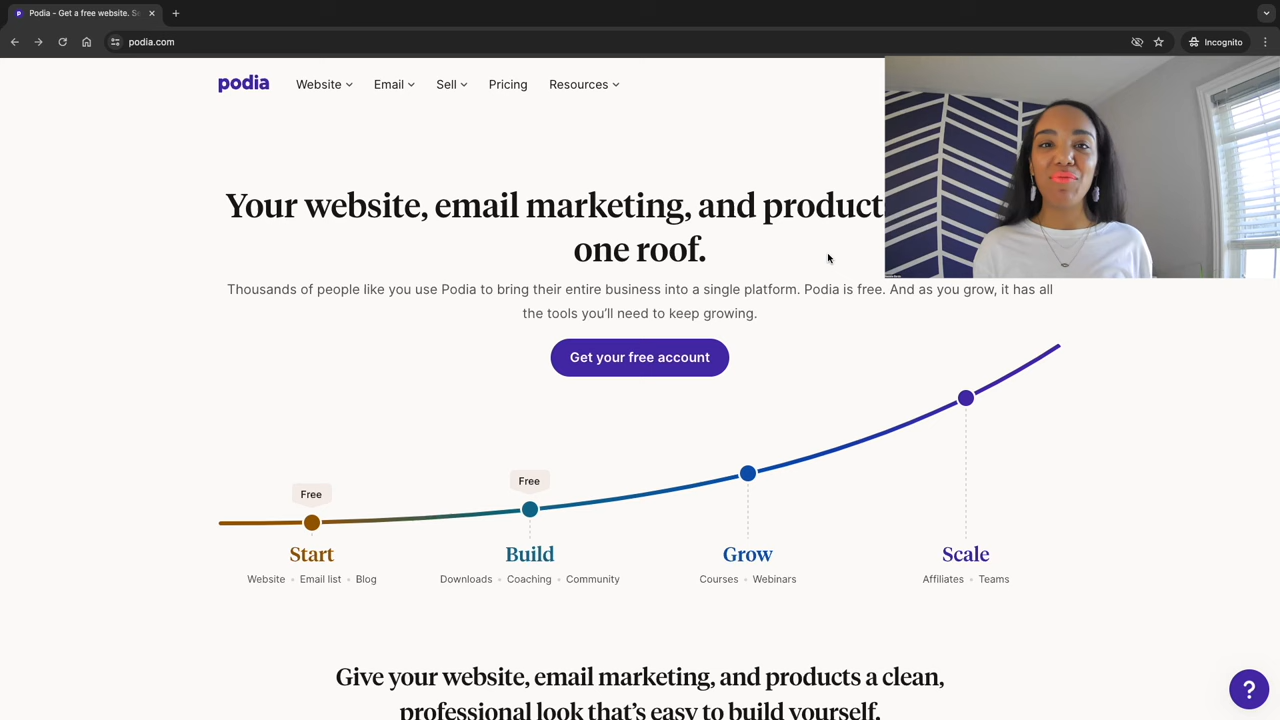 Podia - Get a free website. S
podia.com
Incognito
podia
Website
Email
Sell
Pricing
Resources
Your website, email marketing, and product
one roof.
Thousands of people like you use Podia to bring their entire business into a single platform. Podia is free. And as you grow, it has all
the tools you’ll need to keep growing.
Get your free account
Free
Free
Start
Build
Grow
Scale
Website • Email list • Blog
Downloads • Coaching • Community
Courses • Webinars
Affiliates • Teams
Give your website, email marketing, and products a clean,
professional look that’s easy to build yourself.
?